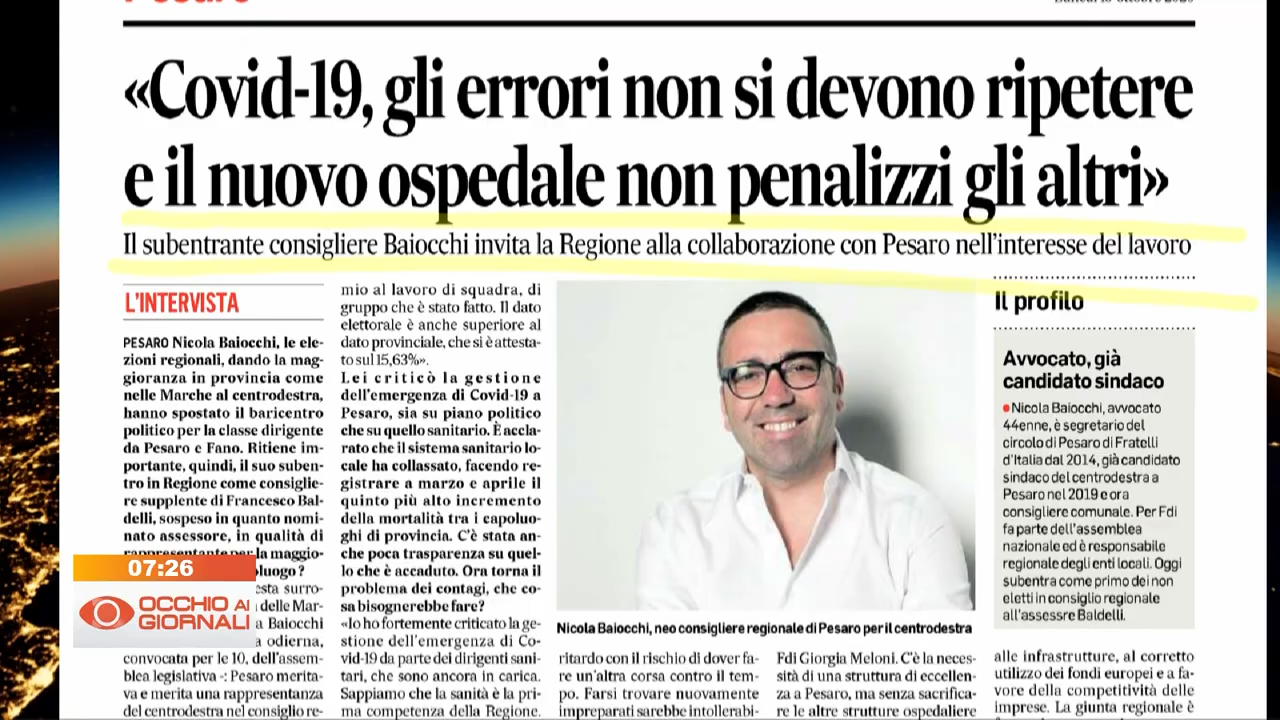 «Covid-19, gli errori non si devono ripetere
e il nuovo ospedale non penalizzi gli altri»
Il subentrante consigliere Baiocchi invita la Regione alla collaborazione con Pesaro nell'interesse del lavoro
L'INTERVISTA
PESARO Nicola Baiocchi, le ele-
zioni regionali, dando la mag-
gioranza in provincia come
nelle Marche al centrodestra,
hanno spostato il baricentro
politico per la classe dirigente
da Pesaro e Fano. Ritiene im-
portante, quindi, il suo suben-
tro in Regione come consiglie-
re supplente di Francesco Bal-
delli, sospeso in quanto nomi-
nato assessore, in qualità di
rappresentante per la maggio-
luogo?
esta surro-
delle Mar-
a Baiocchi
a odierna,
convocata per le 10, dell'assem-
blea legislativa -: Pesaro merita-
va e merita una rappresentanza
del centrodestra nel consiglio re-
mio al lavoro di squadra, di
gruppo che è stato fatto. Il dato
elettorale è anche superiore al
dato provinciale, che si è attesta-
to sul 15,63%».
Lei criticò la gestione
dell'emergenza di Covid-19 a
Pesaro, sia su piano politico
che su quello sanitario. È accla-
rato che il sistema sanitario lo-
cale ha collassato, facendo re-
gistrare a marzo e aprile il
quinto più alto incremento
della mortalità tra i capoluo-
ghi di provincia. C'è stata an-
che poca trasparenza su quel-
lo che è accaduto. Ora torna il
problema dei contagi, che co-
sa bisognerebbe fare?
«Io ho fortemente criticato la ge-
stione dell'emergenza di Co-
vid-19 da parte dei dirigenti sani-
tari, che sono ancora in carica.
Sappiamo che la sanità è la pri-
ma competenza della Regione.
Nicola Baiocchi, neo consigliere regionale di Pesaro per il centrodestra
ritardo con il rischio di dover fa-
re un'altra corsa contro il tem-
po. Farsi trovare nuovamente
impreparati sarebbe intollerabi-
Fdi Giorgia Meloni. C'è la neces-
sità di una struttura di eccellen-
za a Pesaro, ma senza sacrifica-
re le altre strutture ospedaliere
Il profilo
Avvocato, già
candidato sindaco
Nicola Baiocchi, avvocato
44enne, è segretario del
circolo di Pesaro di Fratelli
d'Italia dal 2014, già candidato
sindaco del centrodestra a
Pesaro nel 2019 e ora
consigliere comunale. Per Fdi
fa parte dell'assemblea
nazionale ed è responsabile
regionale degli enti locali. Oggi
subentra come primo dei non
eletti in consiglio regionale
all'assessore Baldelli.
alle infrastrutture, al corretto
utilizzo dei fondi europei e a fa-
vore della competitività delle
imprese. La giunta regionale è
07:26
OCCHIO AI
GIORNALI